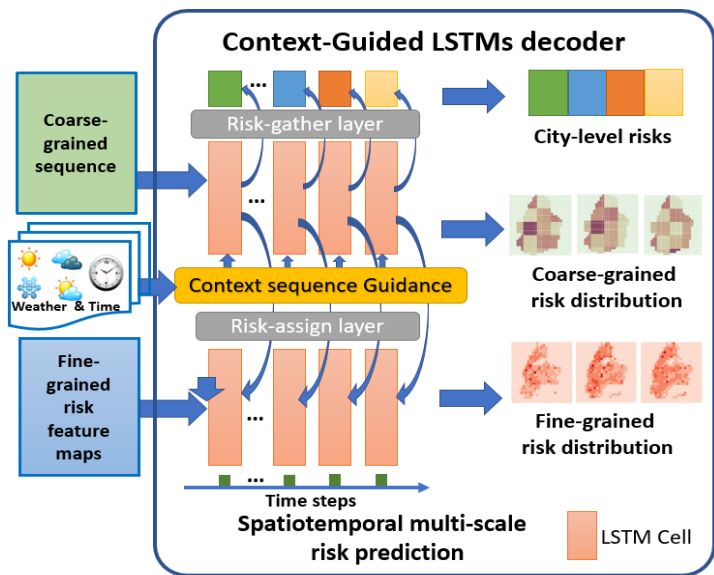 Context-Guided LSTMs decoder
Coarse-
grained
sequence
...
Risk-gather layer
City-level risks
...
Weather & Time
Context sequence Guidance
Coarse-grained
risk distribution
Risk-assign layer
Fine-
grained
risk
feature
maps
...
Fine-grained
risk distribution
...
Time steps
Spatiotemporal multi-scale
risk prediction
LSTM Cell